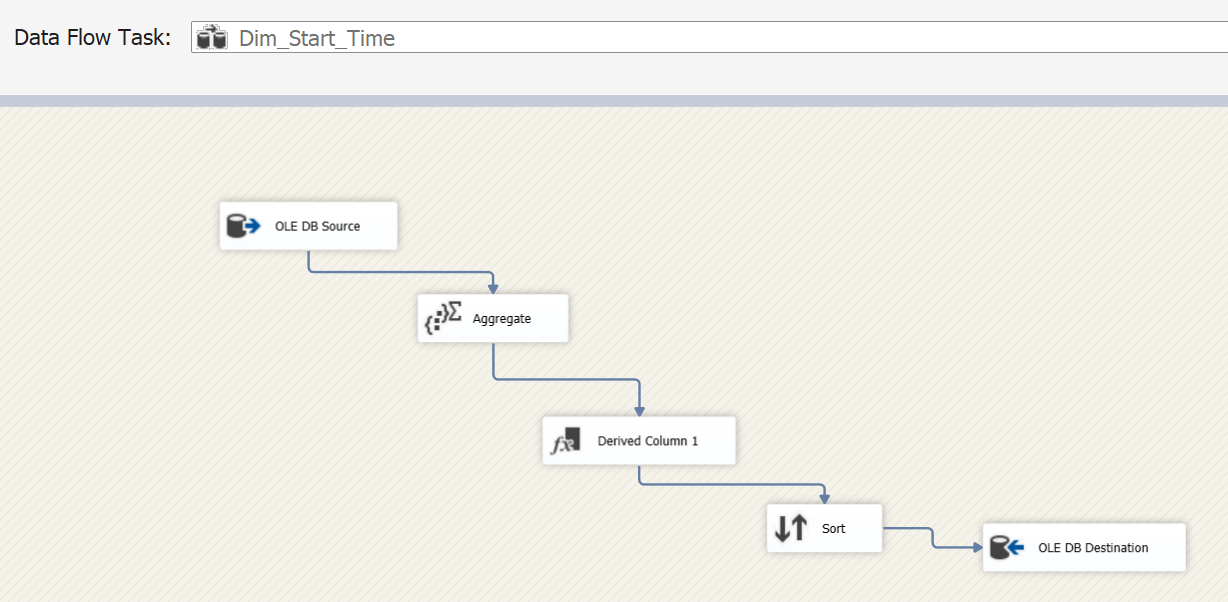 Data Flow Task: Dim_Start_Time
OLE DB Source
Aggregate
Derived Column 1
Sort
OLE DB Destination